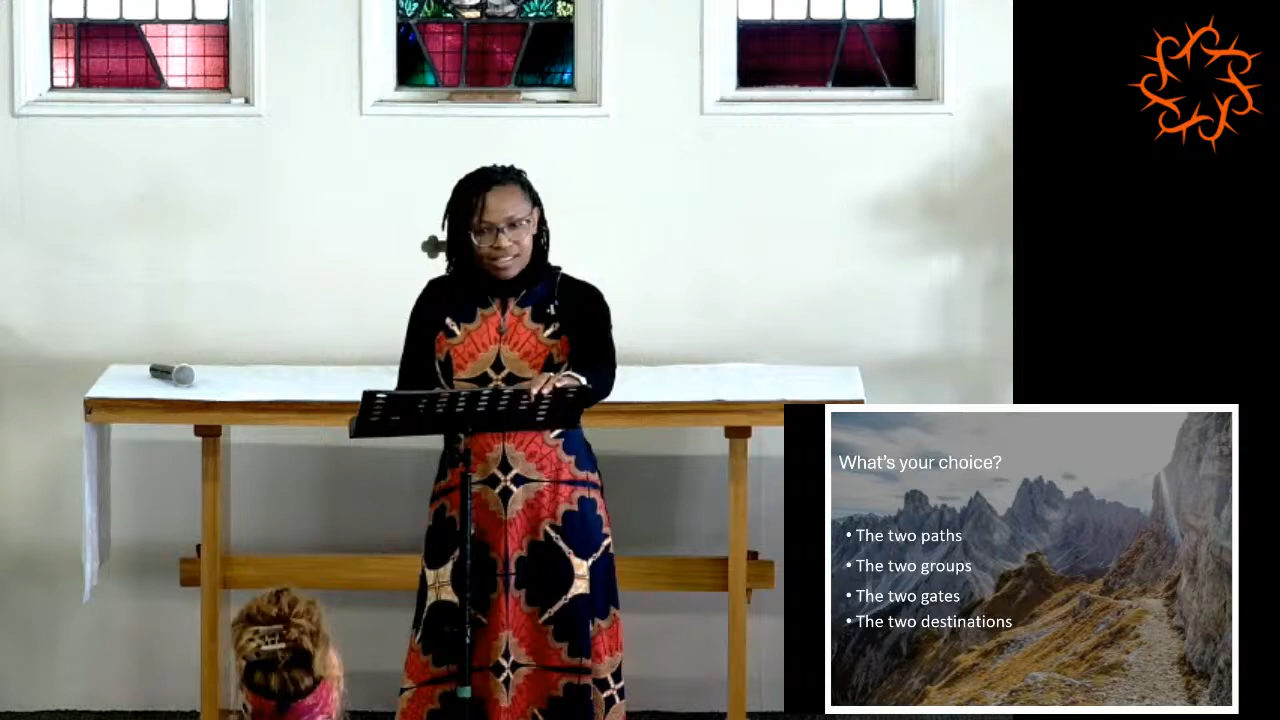 What's your choice?
• The two paths
• The two groups
• The two gates
• The two destinations